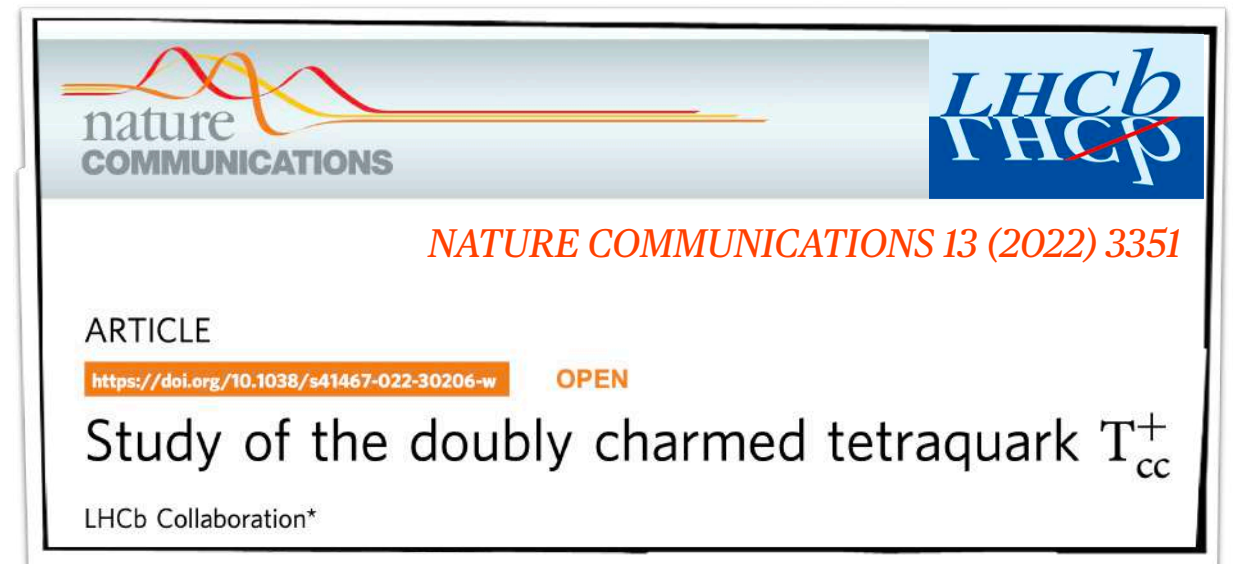 nature
COMMUNICATIONS
LHCb
LHCb
NATURE COMMUNICATIONS 13 (2022) 3351
ARTICLE
https://doi.org/10.1038/s41467-022-30206-w OPEN
Study of the doubly charmed tetraquark T⁺cc
LHCb Collaboration*